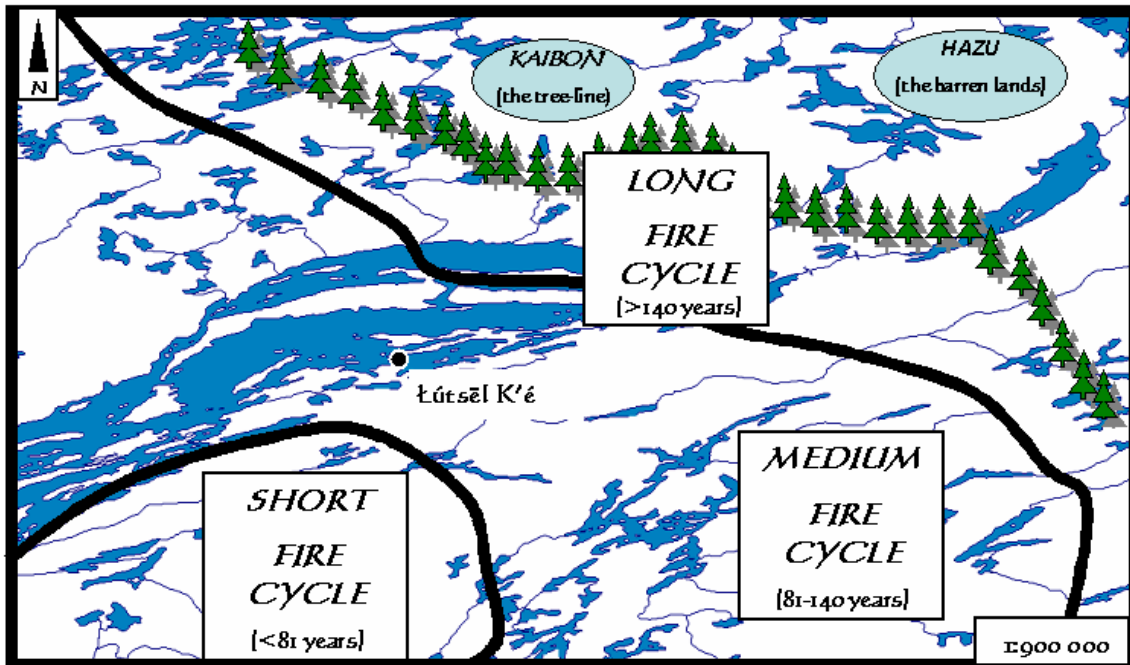 N
KAIBON
(the tree-line)
HAZU
(the barren lands)
LONG
FIRE
CYCLE
(>140 years)
Łútsël K'é
SHORT
FIRE
CYCLE
(<81 years)
MEDIUM
FIRE
CYCLE
(81-140 years)
1:900 000